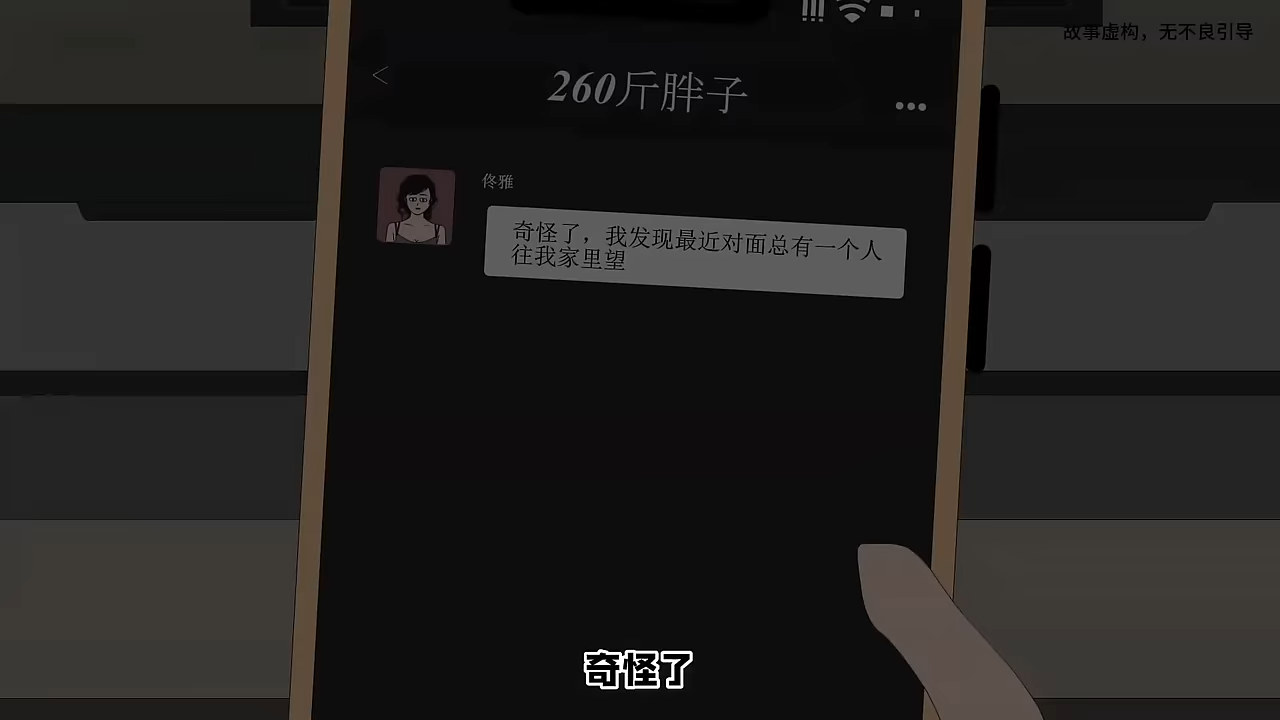 故事虚构，无不良引导
260斤胖子
佟雅
奇怪了，我发现最近对面总有一个人
往我家里望
奇怪了